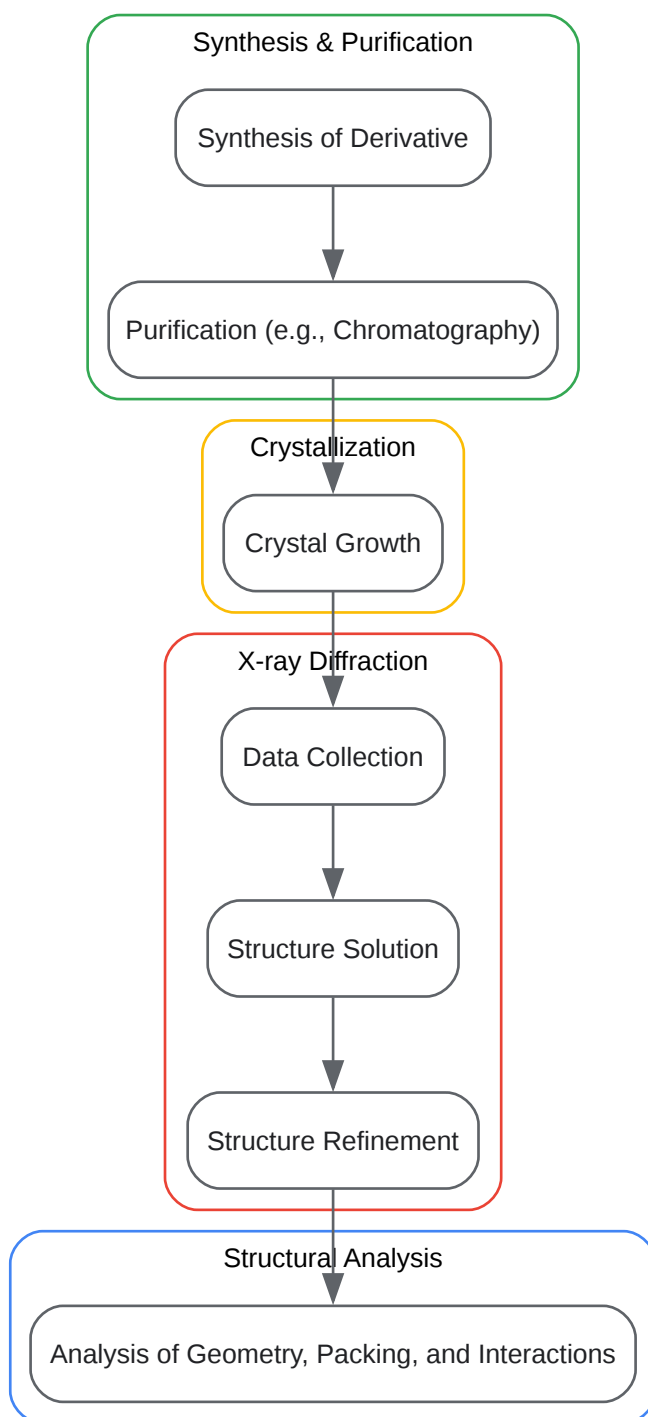 Synthesis & Purification
Synthesis of Derivative
Purification (e.g., Chromatography)
Crystallization
Crystal Growth
X-ray Diffraction
Data Collection
Structure Solution
Structure Refinement
Structural Analysis
Analysis of Geometry, Packing, and Interactions